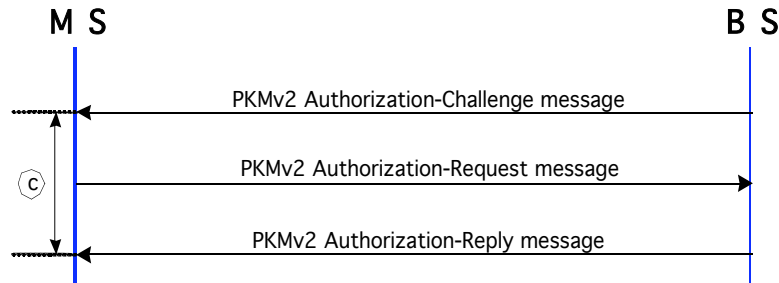 M S B S
PKMv2 Authorization-Challenge message
PKMv2 Authorization-Request message
c
PKMv2 Authorization-Reply message